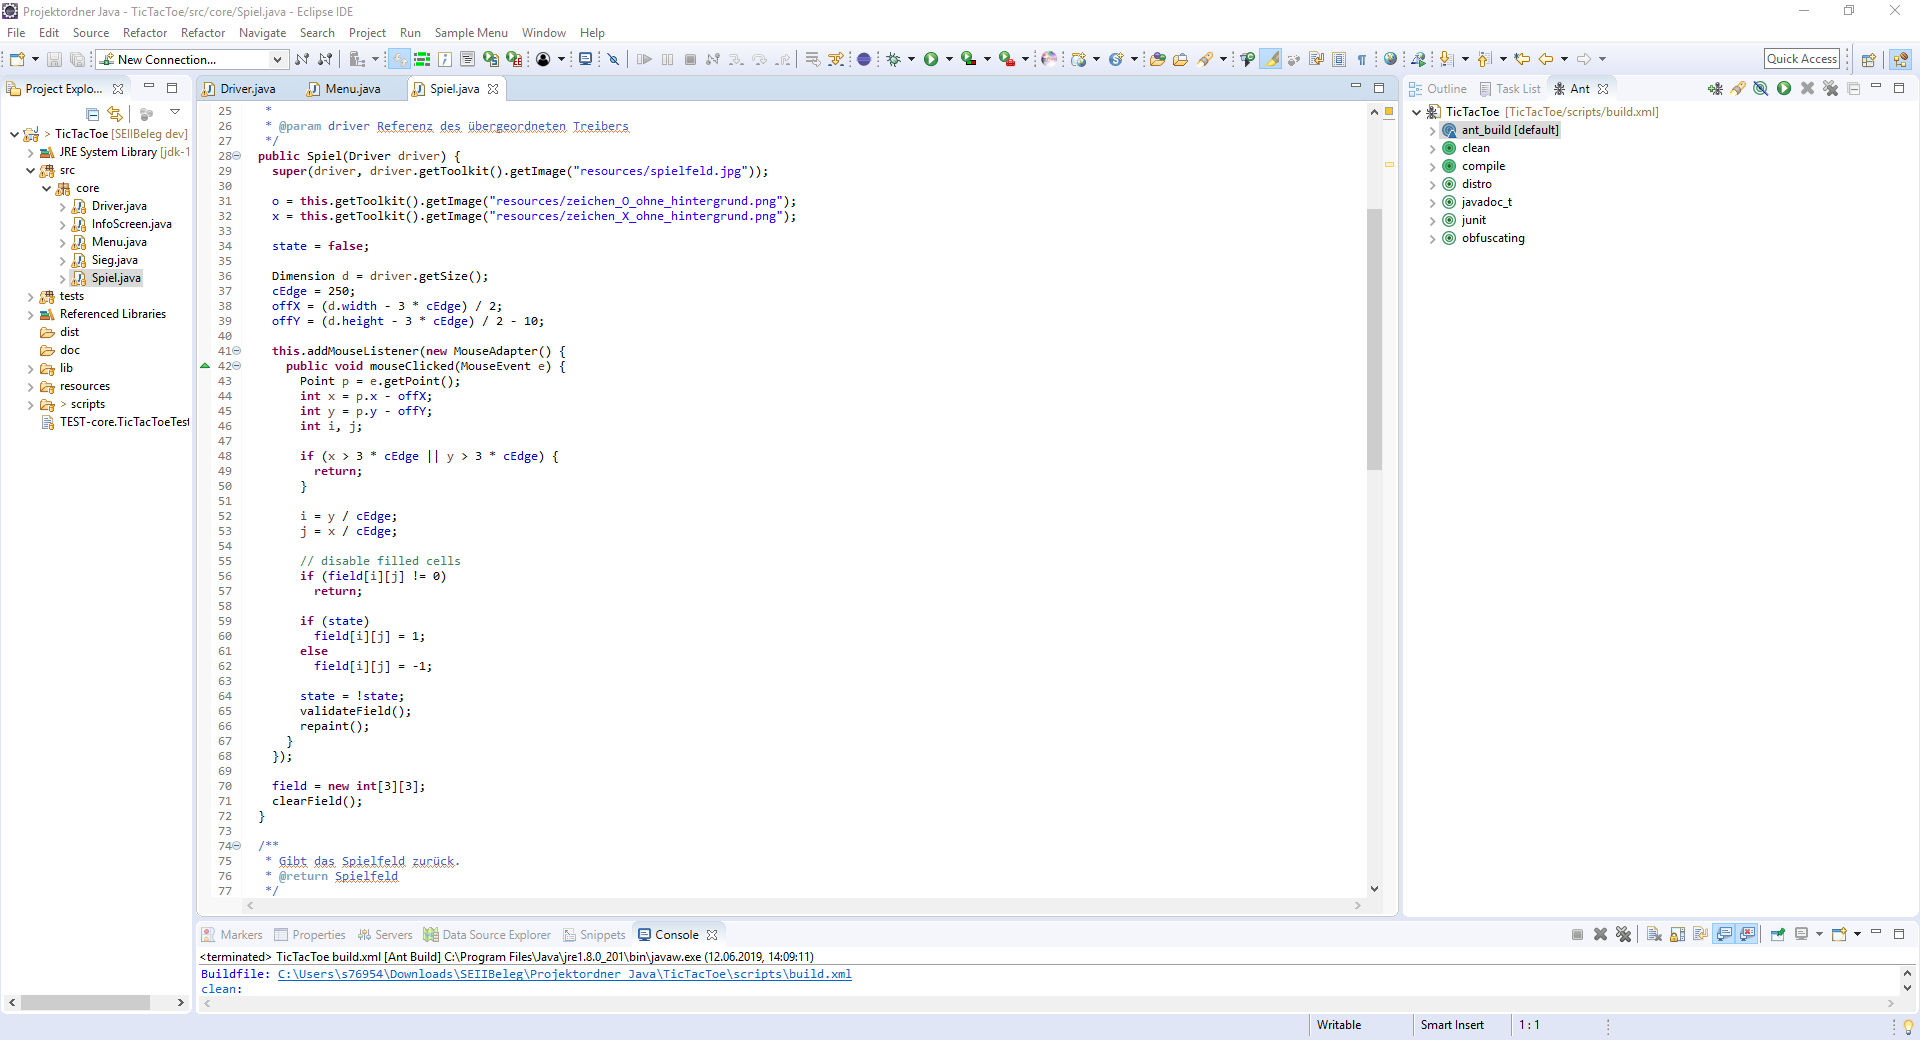 Projektordner Java - TicTacToe/src/core/Spiel.java - Eclipse IDE
File Edit Source Refactor Refactor Navigate Search Project Run Sample Menu Window Help
New Connection...
Quick Access
Project Explo...
TicTacToe [SEIIBeleg dev]
JRE System Library [jdk-1
src
core
Driver.java
InfoScreen.java
Menu.java
Sieg.java
Spiel.java
tests
Referenced Libraries
dist
doc
lib
resources
> scripts
TEST-core.TicTacToeTest
Driver.java Menu.java Spiel.java
25 *
26 * @param driver Referenz des übergeordneten Treibers
27 */
28 public Spiel(Driver driver) {
29 super(driver, driver.getToolkit().getImage("resources/spielfeld.jpg"));
30
31 o = this.getToolkit().getImage("resources/zeichen_O_ohne_hintergrund.png");
32 x = this.getToolkit().getImage("resources/zeichen_X_ohne_hintergrund.png");
33
34 state = false;
35
36 Dimension d = driver.getSize();
37 cEdge = 250;
38 offX = (d.width - 3 * cEdge) / 2;
39 offY = (d.height - 3 * cEdge) / 2 - 10;
40
41 this.addMouseListener(new MouseAdapter() {
42 public void mouseClicked(MouseEvent e) {
43 Point p = e.getPoint();
44 int x = p.x - offX;
45 int y = p.y - offY;
46 int i, j;
47
48 if (x > 3 * cEdge || y > 3 * cEdge) {
49 return;
50 }
51
52 i = y / cEdge;
53 j = x / cEdge;
54
55 // disable filled cells
56 if (field[i][j] != 0)
57 return;
58
59 if (state)
60 field[i][j] = 1;
61 else
62 field[i][j] = -1;
63
64 state = !state;
65 validateField();
66 repaint();
67 }
68 });
69
70 field = new int[3][3];
71 clearField();
72 }
73
74 /**
75 * Gibt das Spielfeld zurück.
76 * @return Spielfeld
77 */
Outline Task List Ant
TicTacToe [TicTacToe/scripts/build.xml]
ant_build [default]
clean
compile
distro
javadoc_t
junit
obfuscating
Markers Properties Servers Data Source Explorer Snippets Console
<terminated> TicTacToe build.xml [Ant Build] C:\Program Files\Java\jre1.8.0_201\bin\javaw.exe (12.06.2019, 14:09:11)
Buildfile: C:\Users\s76954\Downloads\SEIIBeleg\Projektordner Java\TicTacToe\scripts\build.xml
clean:
Writable Smart Insert 1 : 1